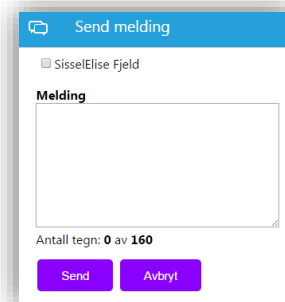 Send melding
SisselElise Fjeld
Melding
Antall tegn: 0 av 160
Send Avbryt